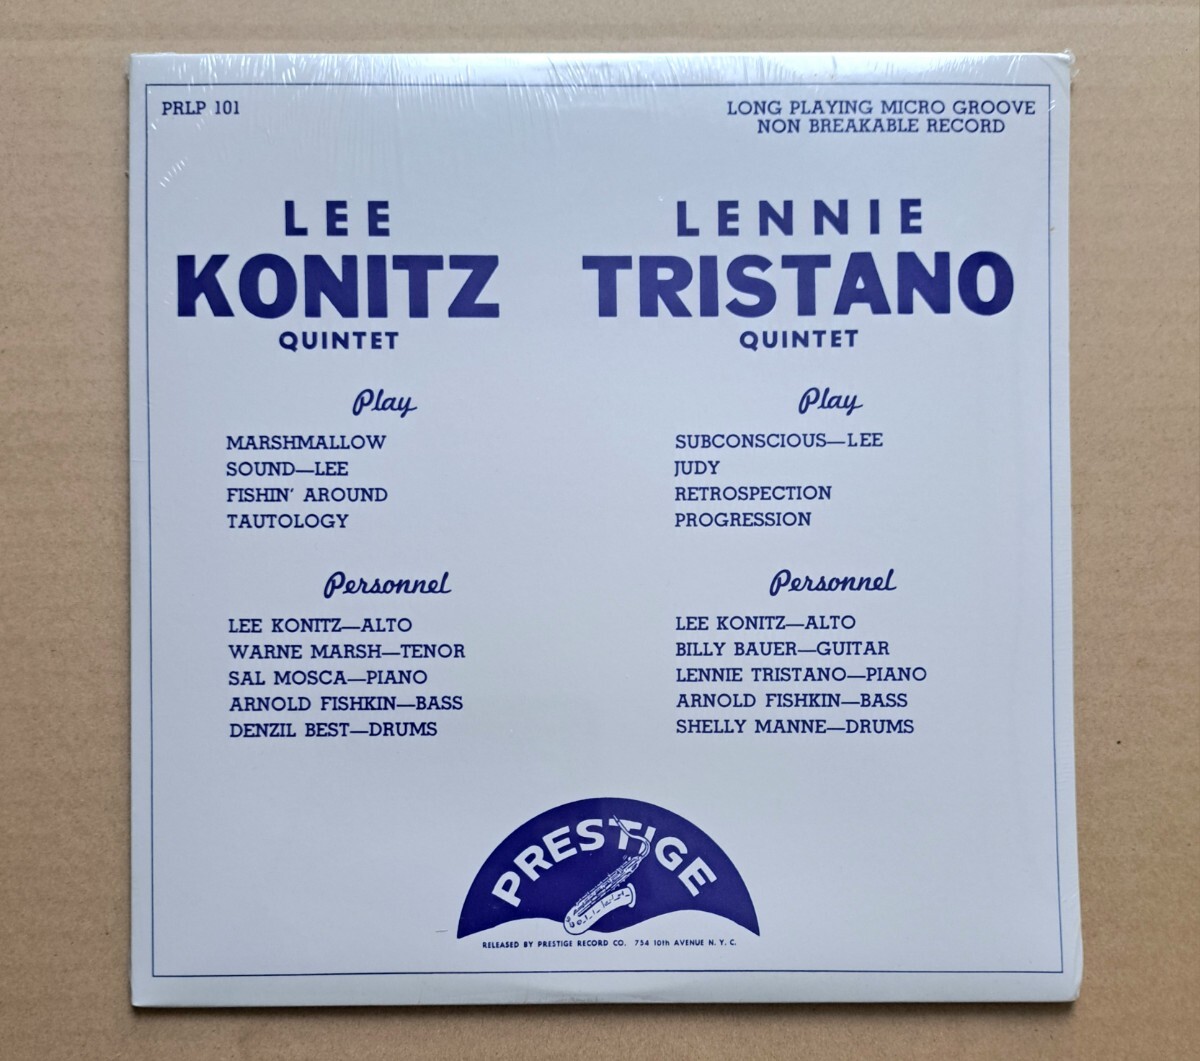 PRLP 101
LONG PLAYING MICRO GROOVE
NON BREAKABLE RECORD
LEE
KONITZ
QUINTET
Play
MARSHMALLOW
SOUND—LEE
FISHIN' AROUND
TAUTOLOGY
Personnel
LEE KONITZ—ALTO
WARNE MARSH—TENOR
SAL MOSCA—PIANO
ARNOLD FISHKIN—BASS
DENZIL BEST—DRUMS
LENNIE
TRISTANO
QUINTET
Play
SUBCONSCIOUS—LEE
JUDY
RETROSPECTION
PROGRESSION
Personnel
LEE KONITZ—ALTO
BILLY BAUER—GUITAR
LENNIE TRISTANO—PIANO
ARNOLD FISHKIN—BASS
SHELLY MANNE—DRUMS
PRESTIGE
RELEASED BY PRESTIGE RECORD CO. 754 10th AVENUE N. Y. C.